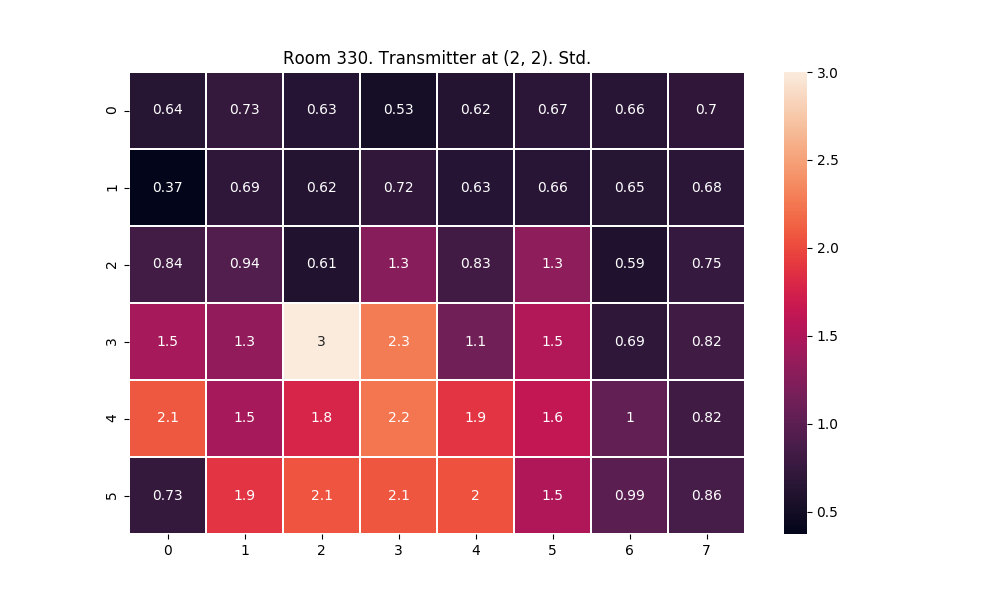 Room 330. Transmitter at (2, 2). Std.
0 0.64 0.73 0.63 0.53 0.62 0.67 0.66 0.7
1 0.37 0.69 0.62 0.72 0.63 0.66 0.65 0.68
2 0.84 0.94 0.61 1.3 0.83 1.3 0.59 0.75
3 1.5 1.3 3 2.3 1.1 1.5 0.69 0.82
4 2.1 1.5 1.8 2.2 1.9 1.6 1 0.82
5 0.73 1.9 2.1 2.1 2 1.5 0.99 0.86
0 1 2 3 4 5 6 7
3.0
2.5
2.0
1.5
1.0
0.5